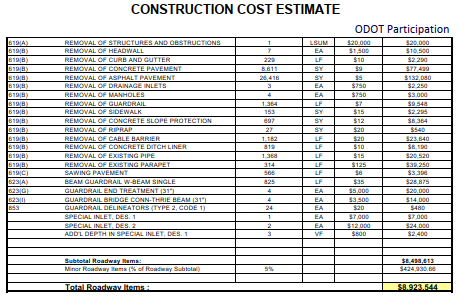 CONSTRUCTION COST ESTIMATE
ODOT Participation
619(A) REMOVAL OF STRUCTURES AND OBSTRUCTIONS 1 LSUM $20,000 $20,000
619(B) REMOVAL OF HEADWALL 7 EA $1,500 $10,500
619(B) REMOVAL OF CURB AND GUTTER 229 LF $10 $2,290
619(B) REMOVAL OF CONCRETE PAVEMENT 8,611 SY $9 $77,499
619(B) REMOVAL OF ASPHALT PAVEMENT 26,416 SY $5 $132,080
619(B) REMOVAL OF DRAINAGE INLETS 3 EA $750 $2,250
619(B) REMOVAL OF MANHOLES 4 EA $750 $3,000
619(B) REMOVAL OF GUARDRAIL 1,364 LF $7 $9,548
619(B) REMOVAL OF SIDEWALK 153 SY $15 $2,295
619(B) REMOVAL OF CONCRETE SLOPE PROTECTION 697 SY $12 $8,364
619(B) REMOVAL OF RIPRAP 27 SY $20 $540
619(B) REMOVAL OF CABLE BARRIER 1,182 LF $20 $23,640
619(B) REMOVAL OF CONCRETE DITCH LINER 819 LF $10 $8,190
619(B) REMOVAL OF EXISTING PIPE 1,368 LF $15 $20,520
619(B) REMOVAL OF EXISTING PARAPET 314 LF $125 $39,250
619(C) SAWING PAVEMENT 566 LF $6 $3,396
623(A) BEAM GUARDRAIL W-BEAM SINGLE 825 LF $35 $28,875
623(G) GUARDRAIL END TREATMENT (31") 4 EA $5,000 $20,000
623(I) GUARDRAIL BRIDGE CONN-THRIE BEAM (31") 4 EA $3,500 $14,000
853 GUARDRAIL DELINEATORS (TYPE 2, CODE 1) 24 EA $20 $480
SPECIAL INLET, DES. 1 1 EA $7,000 $7,000
SPECIAL INLET, DES. 2 2 EA $12,000 $24,000
ADD'L DEPTH IN SPECIAL INLET, DES. 1 3 VF $800 $2,400
Subtotal Roadway Items: $8,498,613
Minor Roadway Items (% of Roadway Subtotal) 5% $424,930.66
Total Roadway Items : $8,923,544